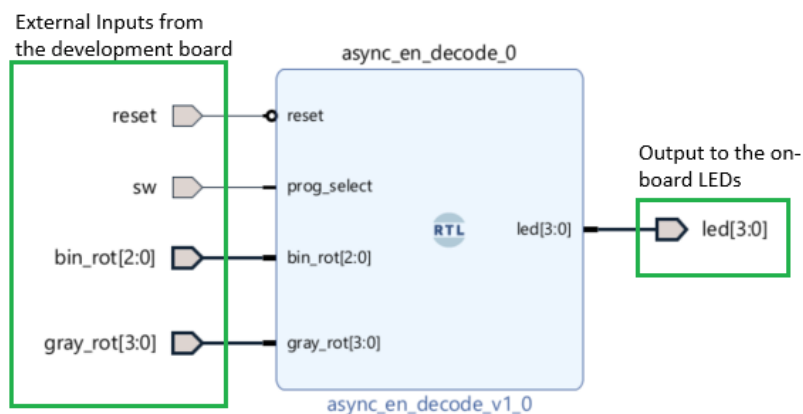 External Inputs from
the development board
async_en_decode_0
reset
reset
sw
prog_select
Output to the on-
board LEDs
RTL
led[3:0]
led[3:0]
bin_rot[2:0]
bin_rot[2:0]
gray_rot[3:0]
gray_rot[3:0]
async_en_decode_v1_0